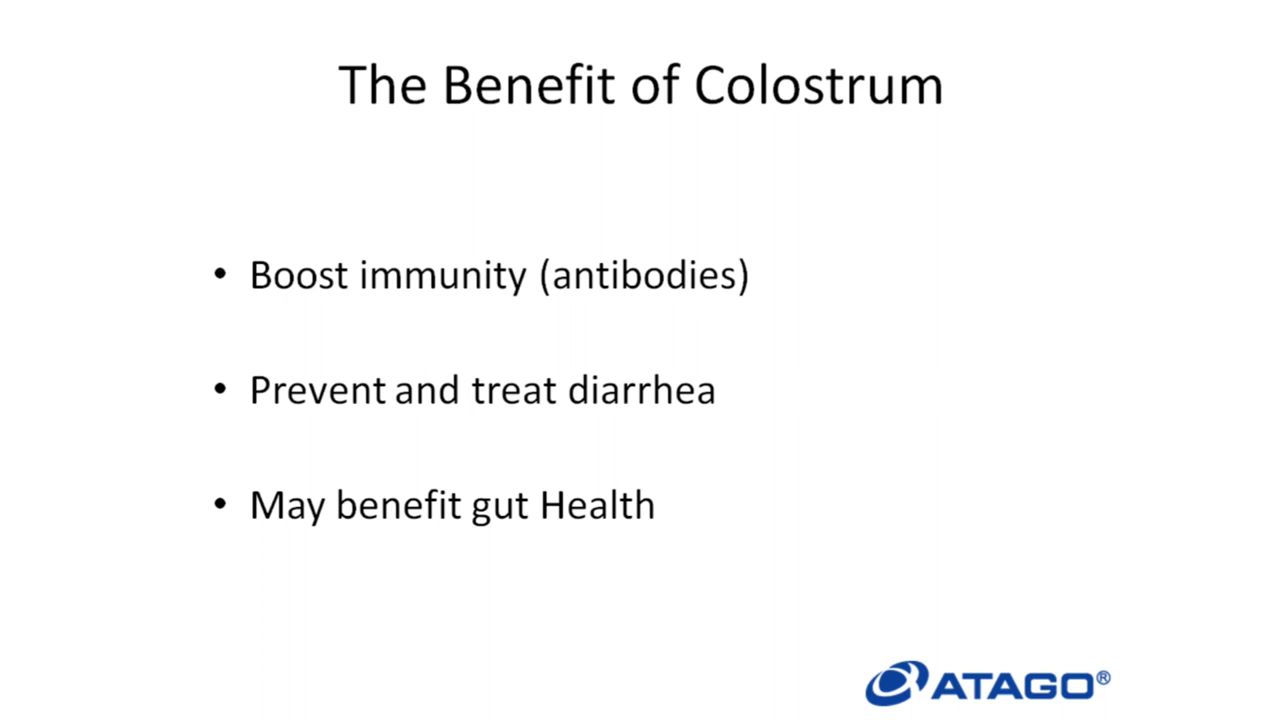 The Benefit of Colostrum
• Boost immunity (antibodies)
• Prevent and treat diarrhea
• May benefit gut Health
ATAGO®